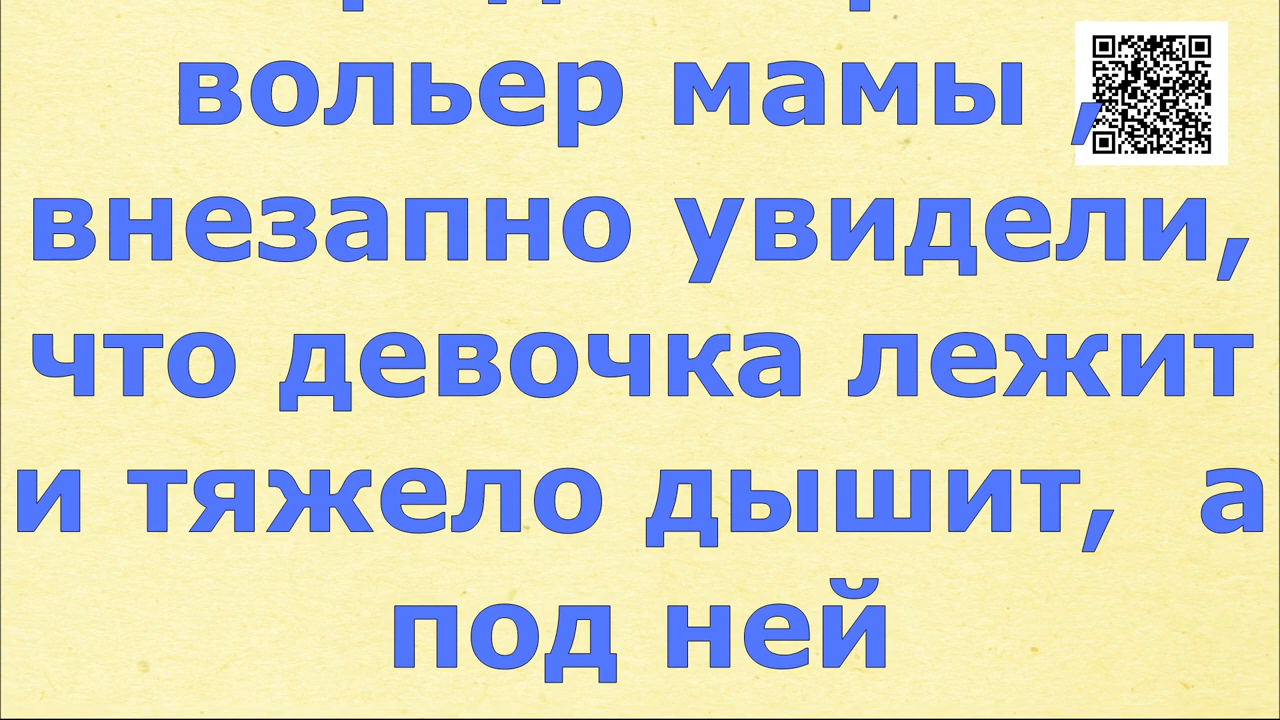 вольер мамы ,
внезапно увидели,
что девочка лежит
и тяжело дышит,  а
под ней